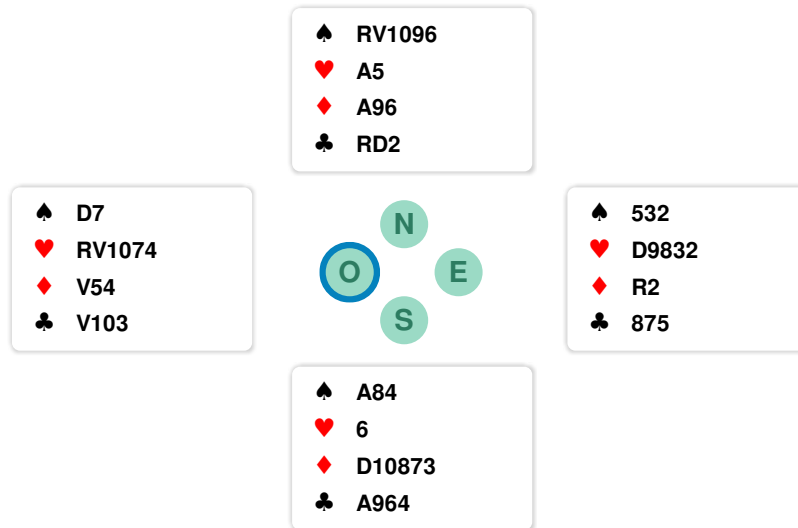 ♠ RV1096
♥ A5
♦ A96
♣ RD2
♠ D7
♥ RV1074
♦ V54
♣ V103
N
O E
S
♠ 532
♥ D9832
♦ R2
♣ 875
♠ A84
♥ 6
♦ D10873
♣ A964